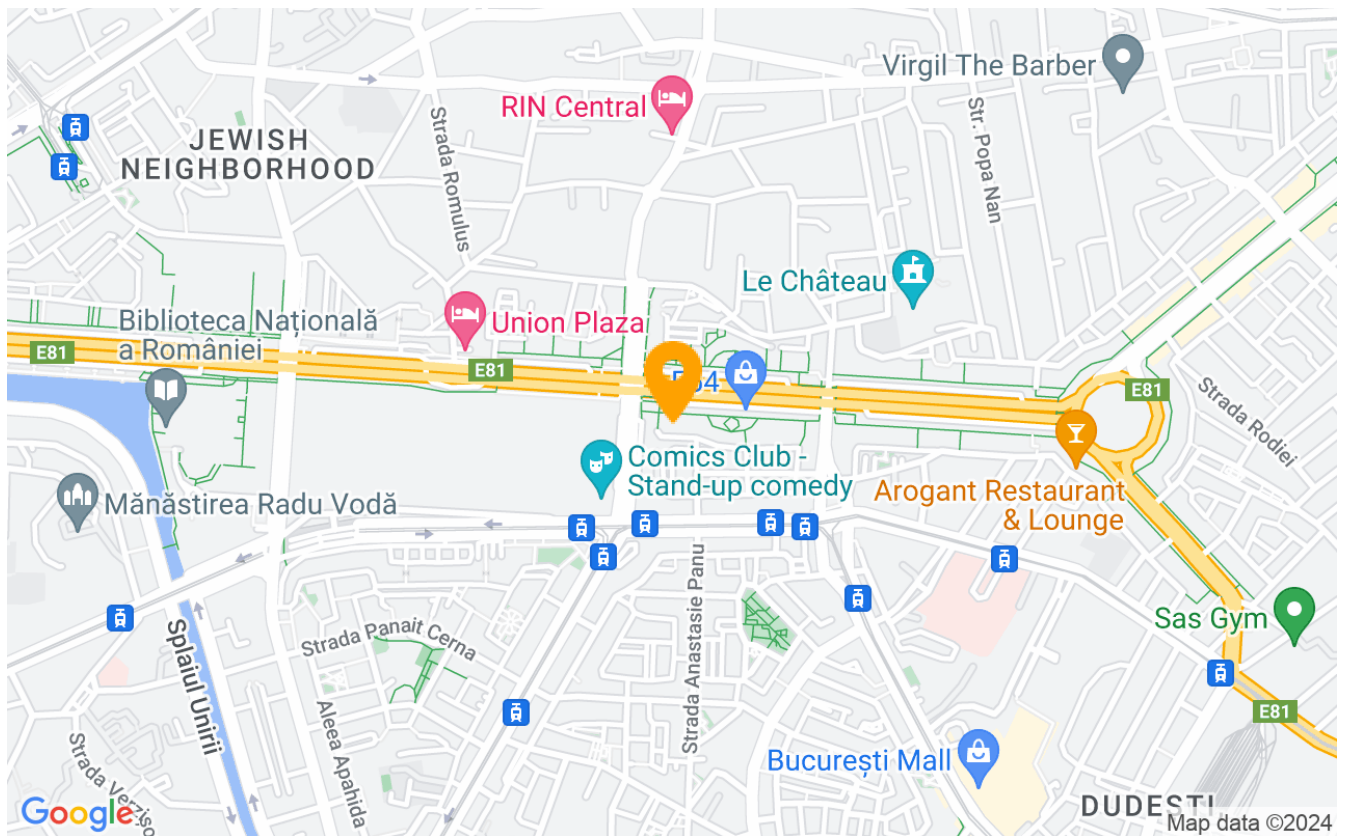 Virgil The Barber
RIN Central
JEWISH
NEIGHBORHOOD
Strada Romulus
Str. Popa Nan
Le Château
Biblioteca Națională
a României
Union Plaza
E81
E81
E81
Strada Rodiei
Comics Club -
Stand-up comedy
Arogant Restaurant
& Lounge
Mănăstirea Radu Vodă
Strada Anastasie Panu
Strada Panait Cerna
Splaiul Unirii
Aleea Apahida
Sas Gym
E81
București Mall
DUDEȘTI
Google
Map data ©2024